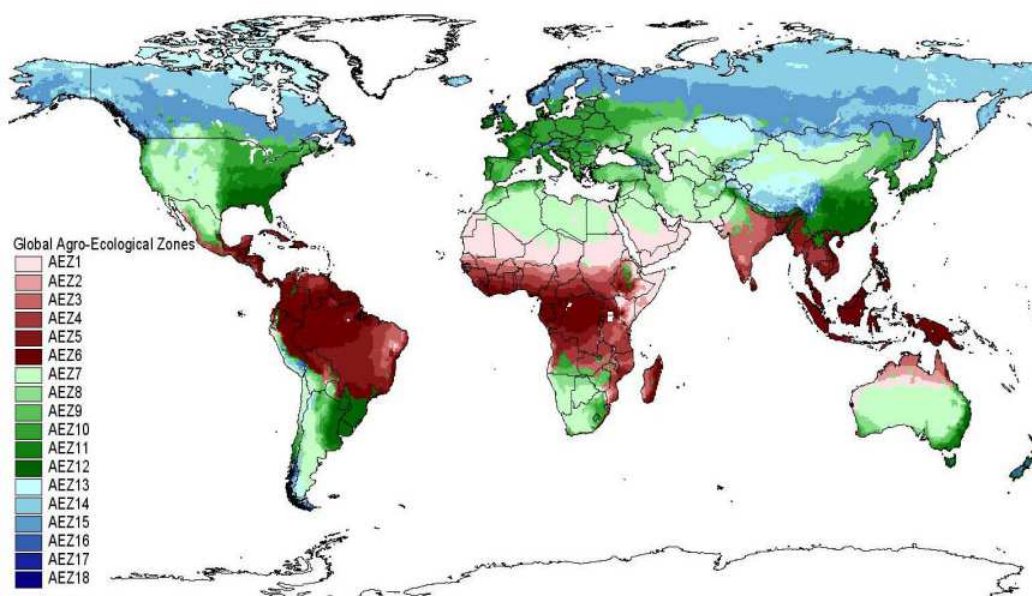 Global Agro-Ecological Zones
AEZ1
AEZ2
AEZ3
AEZ4
AEZ5
AEZ6
AEZ7
AEZ8
AEZ9
AEZ10
AEZ11
AEZ12
AEZ13
AEZ14
AEZ15
AEZ16
AEZ17
AEZ18